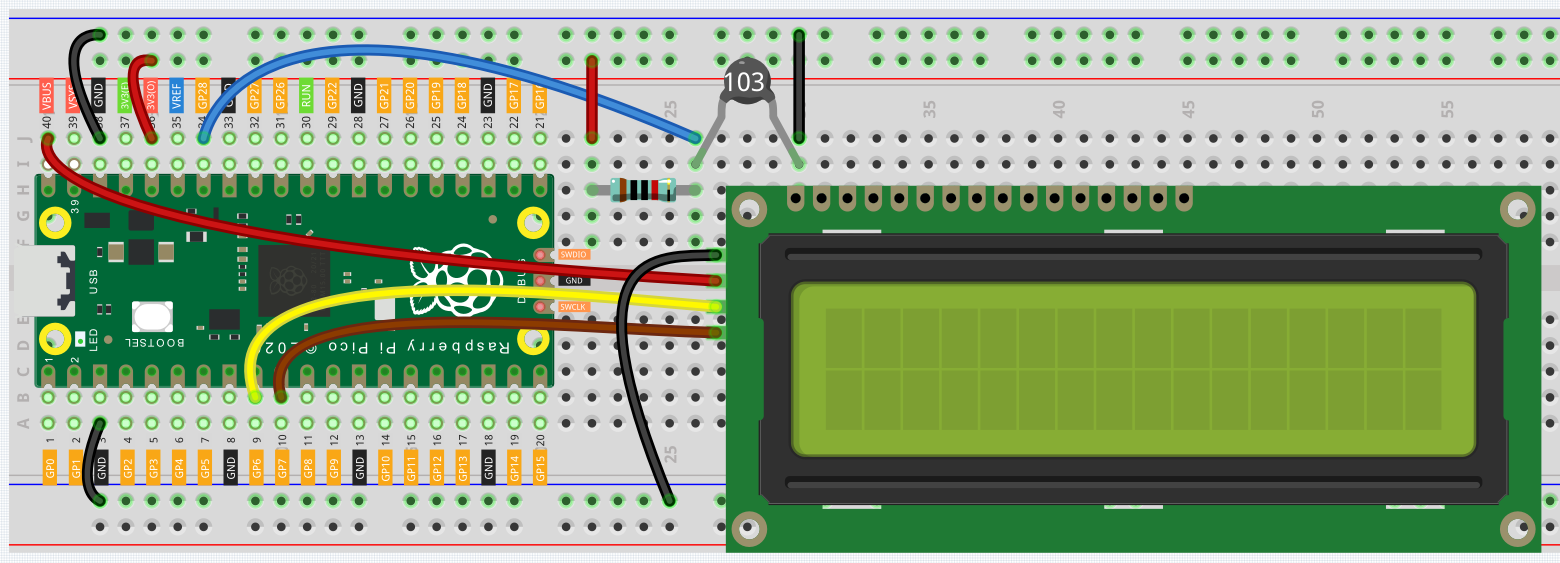 VBUS VSYS GND 3V3(E) 3V3(O) VREF GP28 GND GP27 GP26 RUN GP22 GND GP21 GP20 GP19 GP18 GND GP17 GP16
40 39 38 37 36 35 34 33 32 31 30 29 28 27 26 25 24 23 22 21
25 35 40 45 50 55
103
J
I
H
G
F
39
USB
BOOTSEL
LED
1
2
DEBUG
SWDIO
GND
SWCLK
Raspberry Pi Pico © 202
E
D
C
B
A
1 2 3 4 5 6 7 8 9 10 11 12 13 14 15 16 17 18 19 20
25
GP0 GP1 GND GP2 GP3 GP4 GP5 GND GP6 GP7 GP8 GP9 GND GP10 GP11 GP12 GP13 GND GP14 GP15